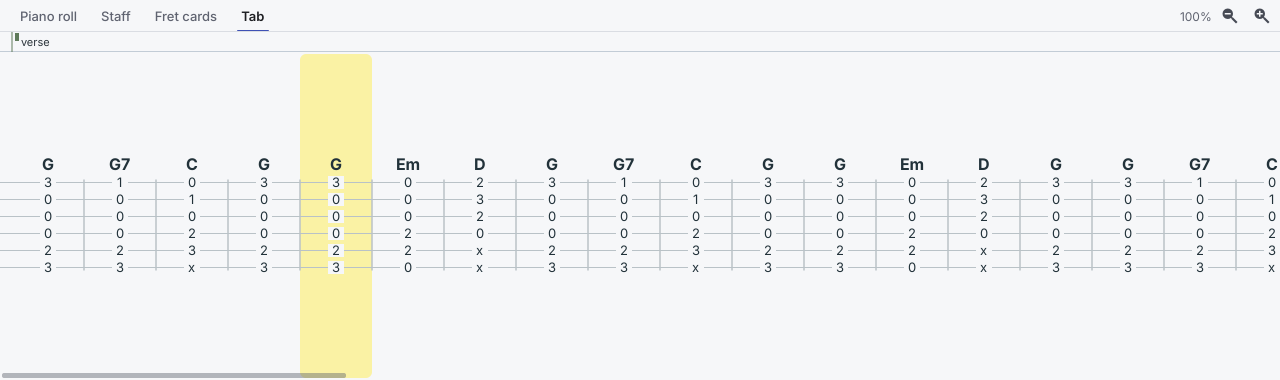 Piano roll Staff Fret cards Tab 100%
verse
G G7 C G G Em D G G7 C G G Em D G G G7 C
3 1 0 3 3 0 2 3 1 0 3 3 0 2 3 3 1 0
0 0 1 0 0 0 3 0 0 1 0 0 0 3 0 0 0 1
0 0 0 0 0 0 2 0 0 0 0 0 0 2 0 0 0 0
0 0 2 0 0 2 0 0 0 2 0 0 2 0 0 0 0 2
2 2 3 2 2 2 x 2 2 3 2 2 2 x 2 2 2 3
3 3 x 3 3 0 x 3 3 x 3 3 0 x 3 3 3 x